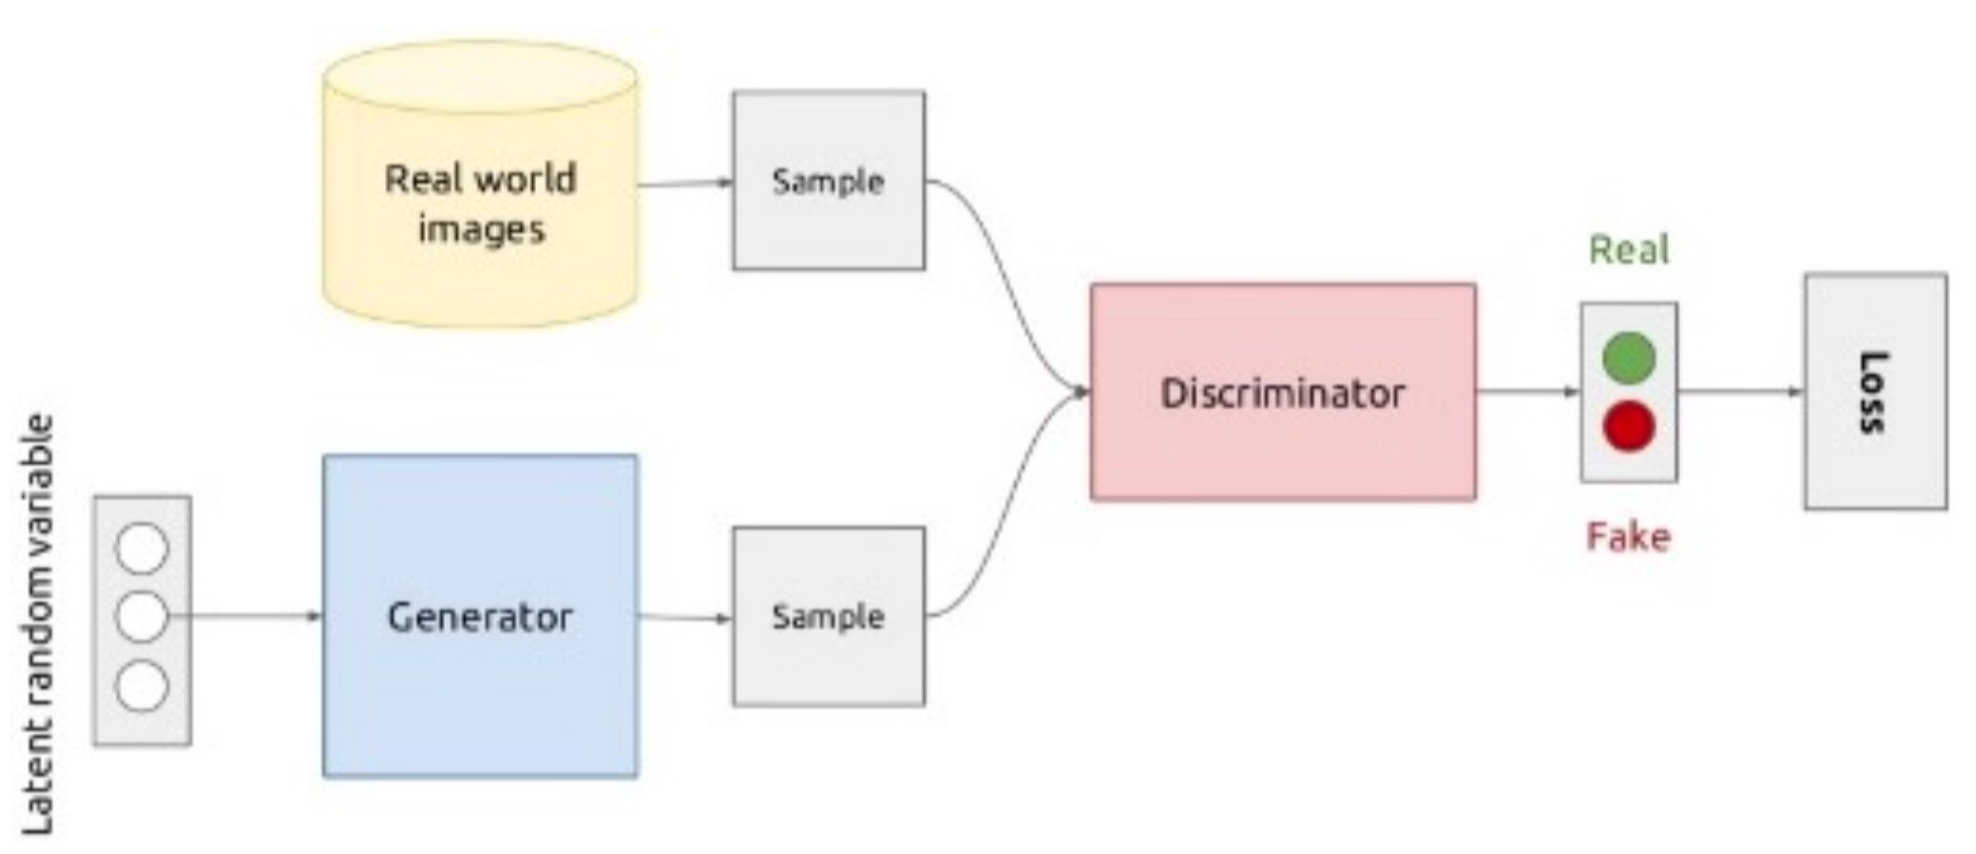 Real world
images
Sample
Latent random variable
Generator
Sample
Discriminator
Real
Fake
Loss